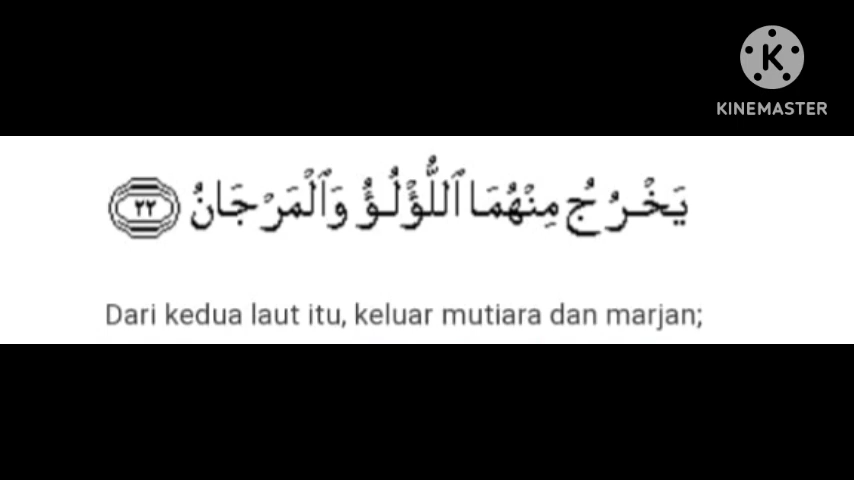 KINEMASTER
يَخْرُجُ مِنْهُمَا ٱللُّؤْلُؤُ وَٱلْمَرْجَانُ ٢٢
Dari kedua laut itu, keluar mutiara dan marjan;